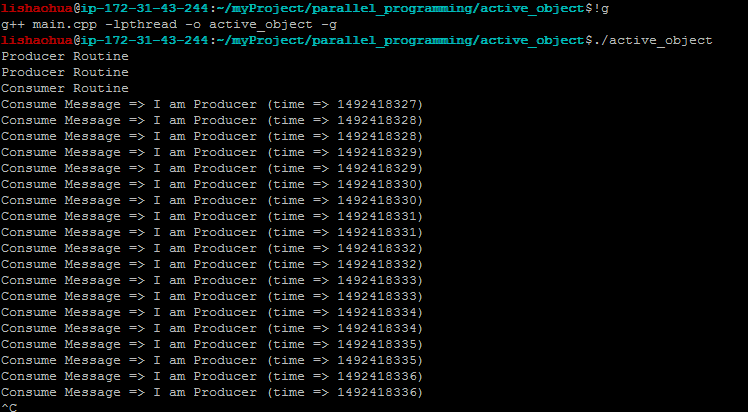 lishaohua@ip-172-31-43-244:~/myProject/parallel_programming/active_object$!g
g++ main.cpp -lpthread -o active_object -g
lishaohua@ip-172-31-43-244:~/myProject/parallel_programming/active_object$./active_object
Producer Routine
Producer Routine
Consumer Routine
Consume Message => I am Producer (time => 1492418327)
Consume Message => I am Producer (time => 1492418328)
Consume Message => I am Producer (time => 1492418328)
Consume Message => I am Producer (time => 1492418329)
Consume Message => I am Producer (time => 1492418329)
Consume Message => I am Producer (time => 1492418330)
Consume Message => I am Producer (time => 1492418330)
Consume Message => I am Producer (time => 1492418331)
Consume Message => I am Producer (time => 1492418331)
Consume Message => I am Producer (time => 1492418332)
Consume Message => I am Producer (time => 1492418332)
Consume Message => I am Producer (time => 1492418333)
Consume Message => I am Producer (time => 1492418333)
Consume Message => I am Producer (time => 1492418334)
Consume Message => I am Producer (time => 1492418334)
Consume Message => I am Producer (time => 1492418335)
Consume Message => I am Producer (time => 1492418335)
Consume Message => I am Producer (time => 1492418336)
Consume Message => I am Producer (time => 1492418336)
^C